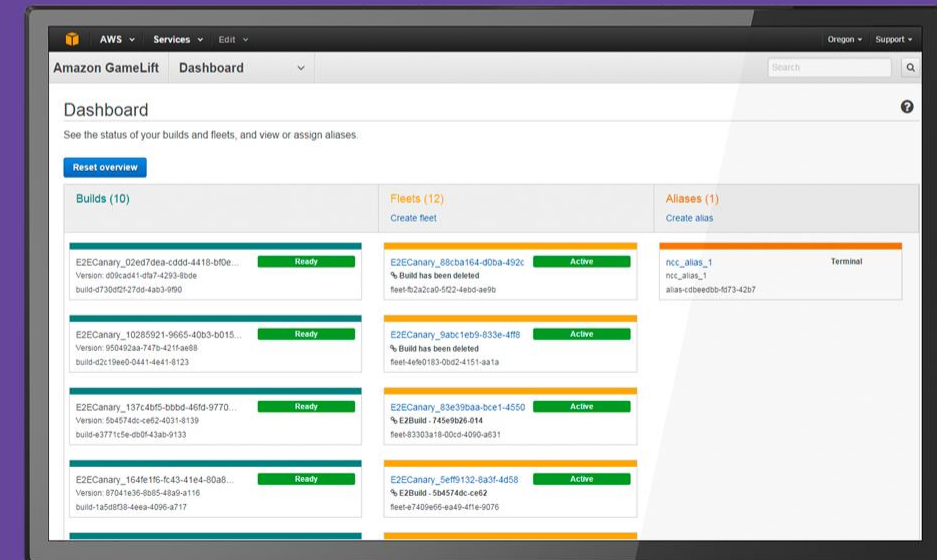 AWS Services Edit Oregon Support
Amazon GameLift Dashboard Search
Dashboard
See the status of your builds and fleets, and view or assign aliases.
Reset overview
Builds (10)
Fleets (12)
Create fleet
Aliases (1)
Create alias
E2ECanary_02ed7dea-cddd-4418-bf0e... Ready
Version: d09cad41-dfa7-4293-8bde
build-d730df2f-27dd-4ab3-9f90
E2ECanary_10285921-9665-40b3-b015... Ready
Version: 950492aa-747b-421f-ae88
build-d2c19ee0-0441-4e41-8123
E2ECanary_137c4bf5-bbbd-46fd-9770... Ready
Version: 5b4574dc-ce62-4031-8139
build-e3771c5e-db0f-43ab-9133
E2ECanary_164fe1f6-fc43-41e4-80a8... Ready
Version: 87041e36-8b85-48a9-a116
build-1a5d8f38-4eea-4096-a717
E2ECanary_88cba164-d0ba-492c Active
Build has been deleted
fleet-fb2a2ca0-5f22-4ebd-ae9b
E2ECanary_9abc1eb9-833e-4ff8 Active
Build has been deleted
fleet-4efe0183-0bd2-4151-aa1a
E2ECanary_83e39baa-bce1-4550 Active
E2Build - 745e9b26-014
fleet-83303a18-00cd-4090-a631
E2ECanary_5eff9132-8a3f-4d58 Active
E2Build - 5b4574dc-ce62
fleet-e7409e66-ea49-4f1e-9076
ncc_alias_1 Terminal
ncc_alias_1
alias-cdbeedbb-fd73-42b7